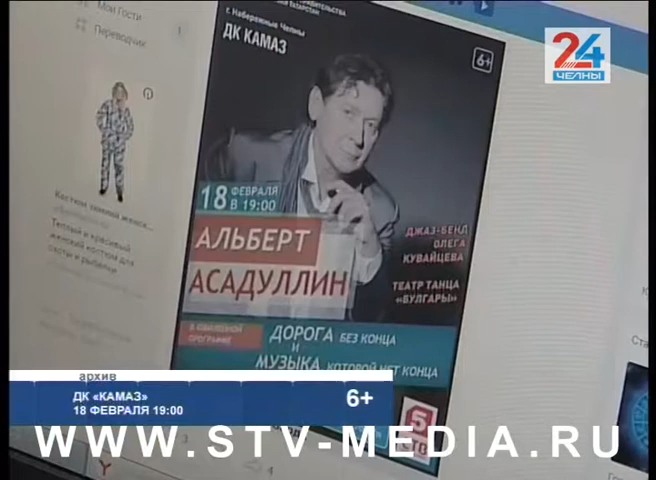 Мои Гости
Переводчик
1
г. Набережные Челны
ДК КАМАЗ
6+
24
ЧЕЛНЫ
18 ФЕВРАЛЯ
В 19:00
АЛЬБЕРТ
АСАДУЛЛИН
ДЖАЗ-БЕНД
ОЛЕГА
КУВАЙЦЕВА
ТЕАТР ТАНЦА
«БУЛГАРЫ»
В ЮБИЛЕЙНОЙ
ПРОГРАММЕ
ДОРОГА БЕЗ КОНЦА
И
МУЗЫКА, КОТОРОЙ НЕТ КОНЦА
Костюм зимний женск...
Теплый и красивый
женский костюм для
охоты и рыбалки
архив
ДК «КАМАЗ»
18 ФЕВРАЛЯ 19:00
6+
5
WWW.STV-MEDIA.RU